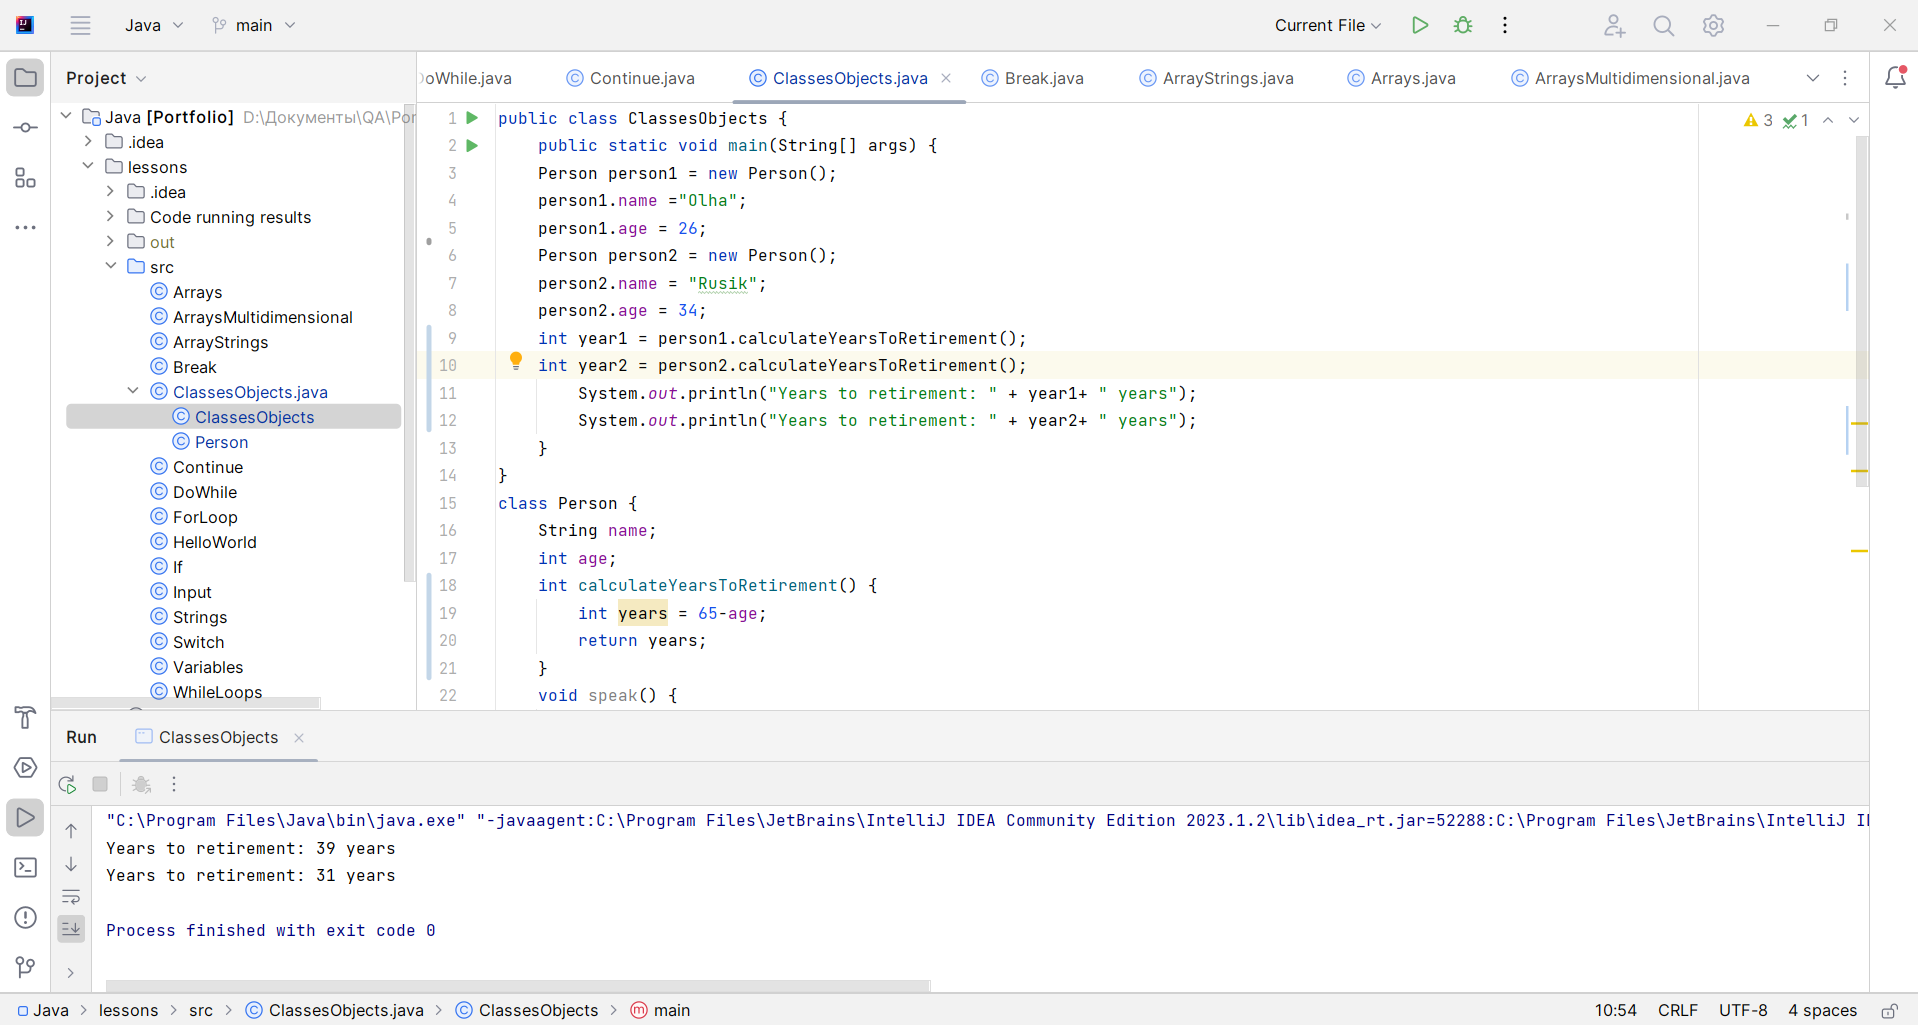 Java main Current File
Project
oWhile.java Continue.java ClassesObjects.java Break.java ArrayStrings.java Arrays.java ArraysMultidimensional.java
Java [Portfolio] D:\Документы\QA\Por
.idea
lessons
.idea
Code running results
out
src
Arrays
ArraysMultidimensional
ArrayStrings
Break
ClassesObjects.java
ClassesObjects
Person
Continue
DoWhile
ForLoop
HelloWorld
If
Input
Strings
Switch
Variables
WhileLoops
3 1
1 public class ClassesObjects {
2 public static void main(String[] args) {
3 Person person1 = new Person();
4 person1.name ="Olha";
5 person1.age = 26;
6 Person person2 = new Person();
7 person2.name = "Rusik";
8 person2.age = 34;
9 int year1 = person1.calculateYearsToRetirement();
10 int year2 = person2.calculateYearsToRetirement();
11 System.out.println("Years to retirement: " + year1+ " years");
12 System.out.println("Years to retirement: " + year2+ " years");
13 }
14 }
15 class Person {
16 String name;
17 int age;
18 int calculateYearsToRetirement() {
19 int years = 65-age;
20 return years;
21 }
22 void speak() {
Run ClassesObjects
"C:\Program Files\Java\bin\java.exe" "-javaagent:C:\Program Files\JetBrains\IntelliJ IDEA Community Edition 2023.1.2\lib\idea_rt.jar=52288:C:\Program Files\JetBrains\IntelliJ I
Years to retirement: 39 years
Years to retirement: 31 years
Process finished with exit code 0
Java lessons src ClassesObjects.java ClassesObjects main 10:54 CRLF UTF-8 4 spaces